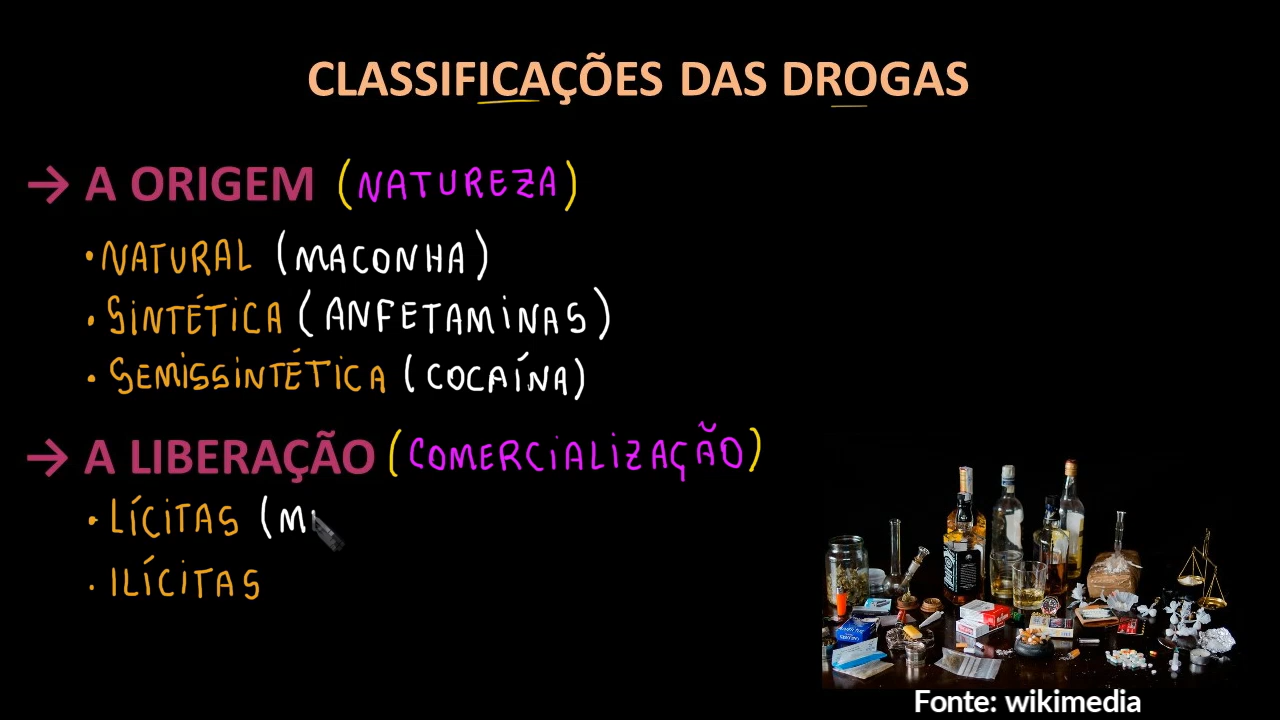 CLASSIFICAÇÕES DAS DROGAS
→ A ORIGEM (NATUREZA)
• NATURAL (MACONHA)
• SINTÉTICA (ANFETAMINAS)
• SEMISSINTÉTICA (COCAÍNA)
→ A LIBERAÇÃO (COMERCIALIZAÇÃO)
• LÍCITAS (M
• ILÍCITAS
Fonte: wikimedia